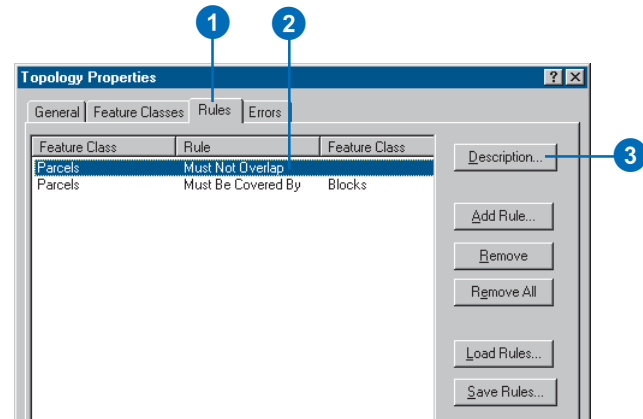 1 2
Topology Properties ? X
General Feature Classes Rules Errors
Feature Class Rule Feature Class
Parcels Must Not Overlap
Parcels Must Be Covered By Blocks
Description... 3
Add Rule...
Remove
Remove All
Load Rules...
Save Rules...